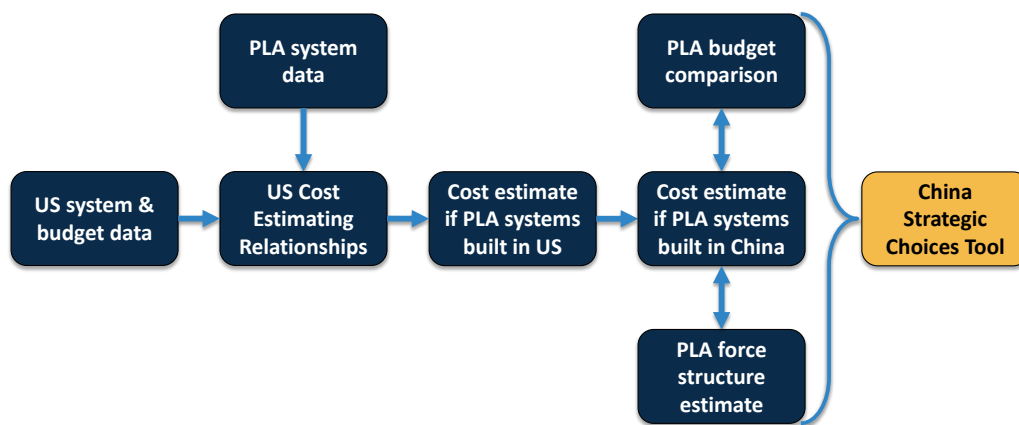 PLA system
data
PLA budget
comparison
US system &
budget data
US Cost
Estimating
Relationships
Cost estimate
if PLA systems
built in US
Cost estimate
if PLA systems
built in China
China
Strategic
Choices Tool
PLA force
structure
estimate